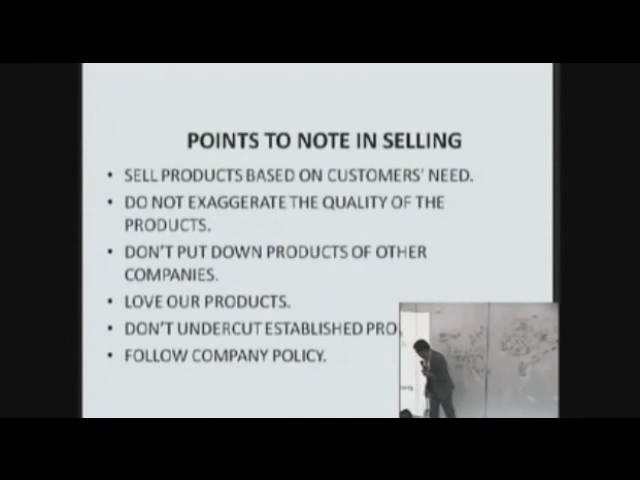 POINTS TO NOTE IN SELLING
• SELL PRODUCTS BASED ON CUSTOMERS' NEED.
• DO NOT EXAGGERATE THE QUALITY OF THE
PRODUCTS.
• DON'T PUT DOWN PRODUCTS OF OTHER
COMPANIES.
• LOVE OUR PRODUCTS.
• DON'T UNDERCUT ESTABLISHED PRO
• FOLLOW COMPANY POLICY.